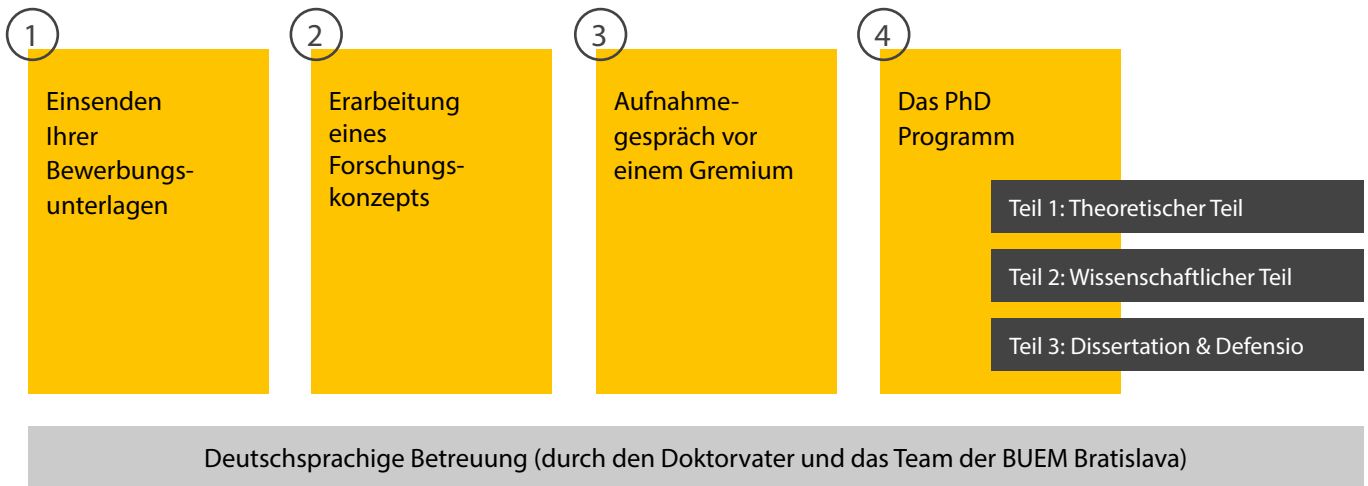 1
Einsenden
Ihrer
Bewerbungs-
unterlagen
2
Erarbeitung
eines
Forschungs-
konzepts
3
Aufnahme-
gespräch vor
einem Gremium
4
Das PhD
Programm
Teil 1: Theoretischer Teil
Teil 2: Wissenschaftlicher Teil
Teil 3: Dissertation & Defensio
Deutschsprachige Betreuung (durch den Doktorvater und das Team der BUEM Bratislava)